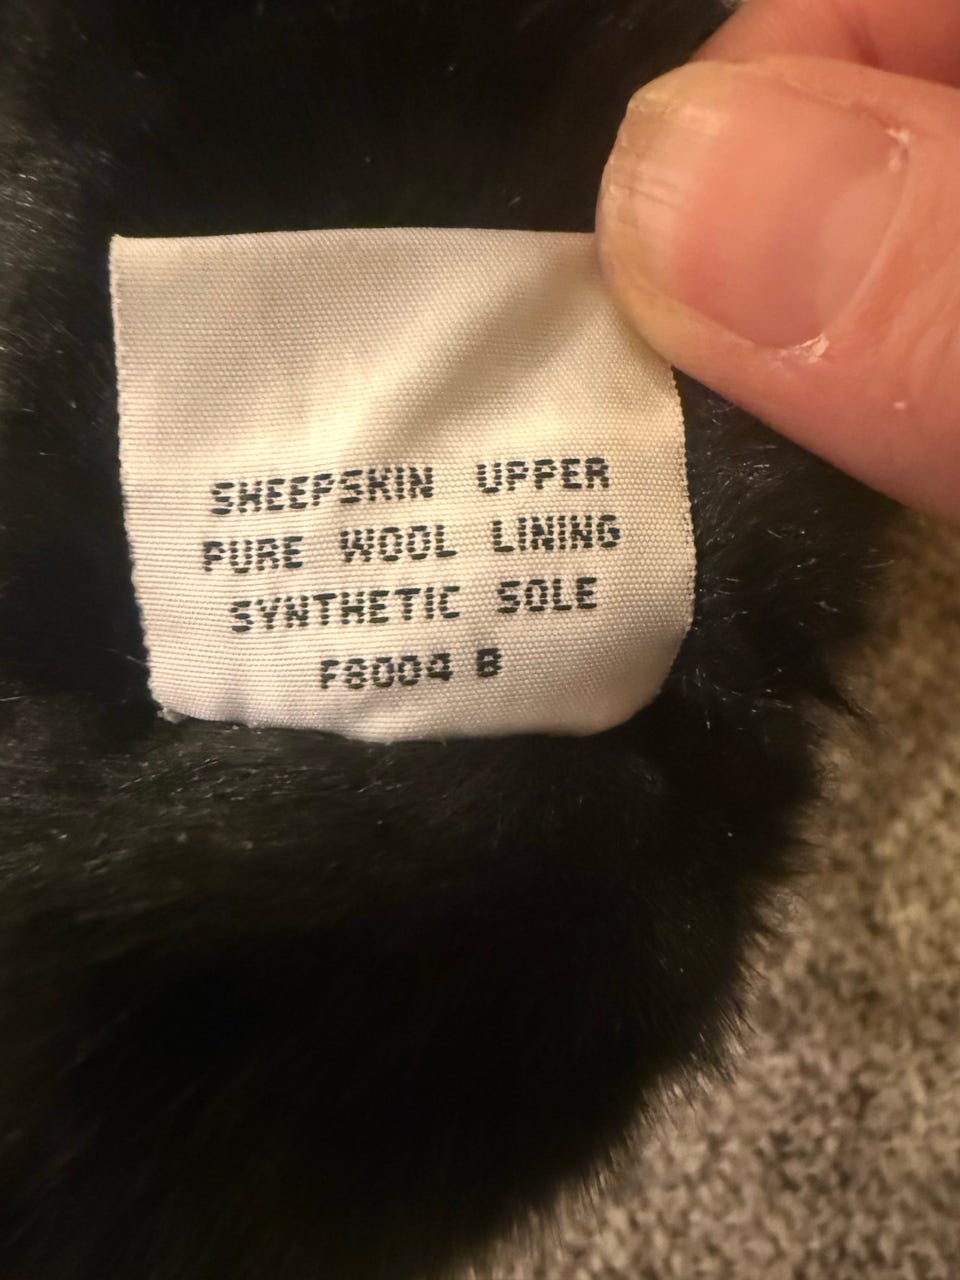 SHEEPSKIN UPPER
PURE WOOL LINING
SYNTHETIC SOLE
F8004 B